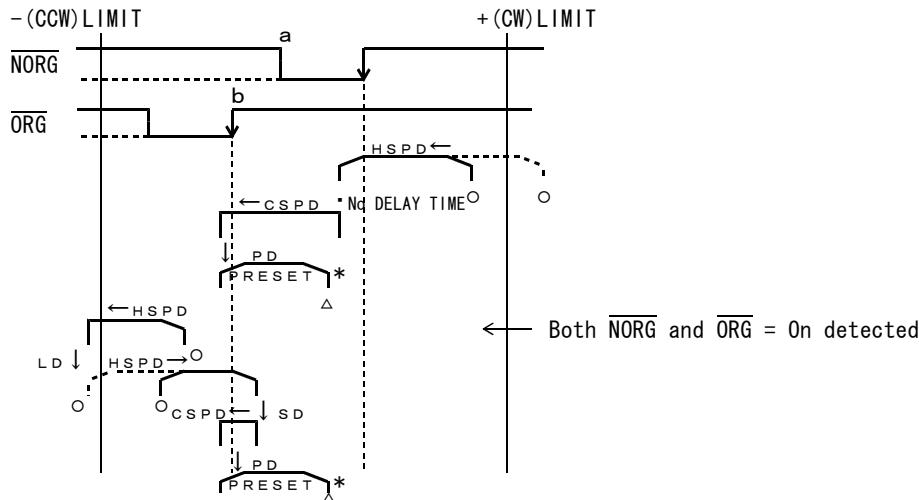 -(CCW)LIMIT +(CW)LIMIT
a
NORG
b
ORG
HSPD←
No DELAY TIME
←CSPD
↓ PD
PRESET *
△
←HSPD
Both NORG and ORG = On detected
LD ↓ HSPD→
CSPD← ↓ SD
↓ PD
PRESET *
△